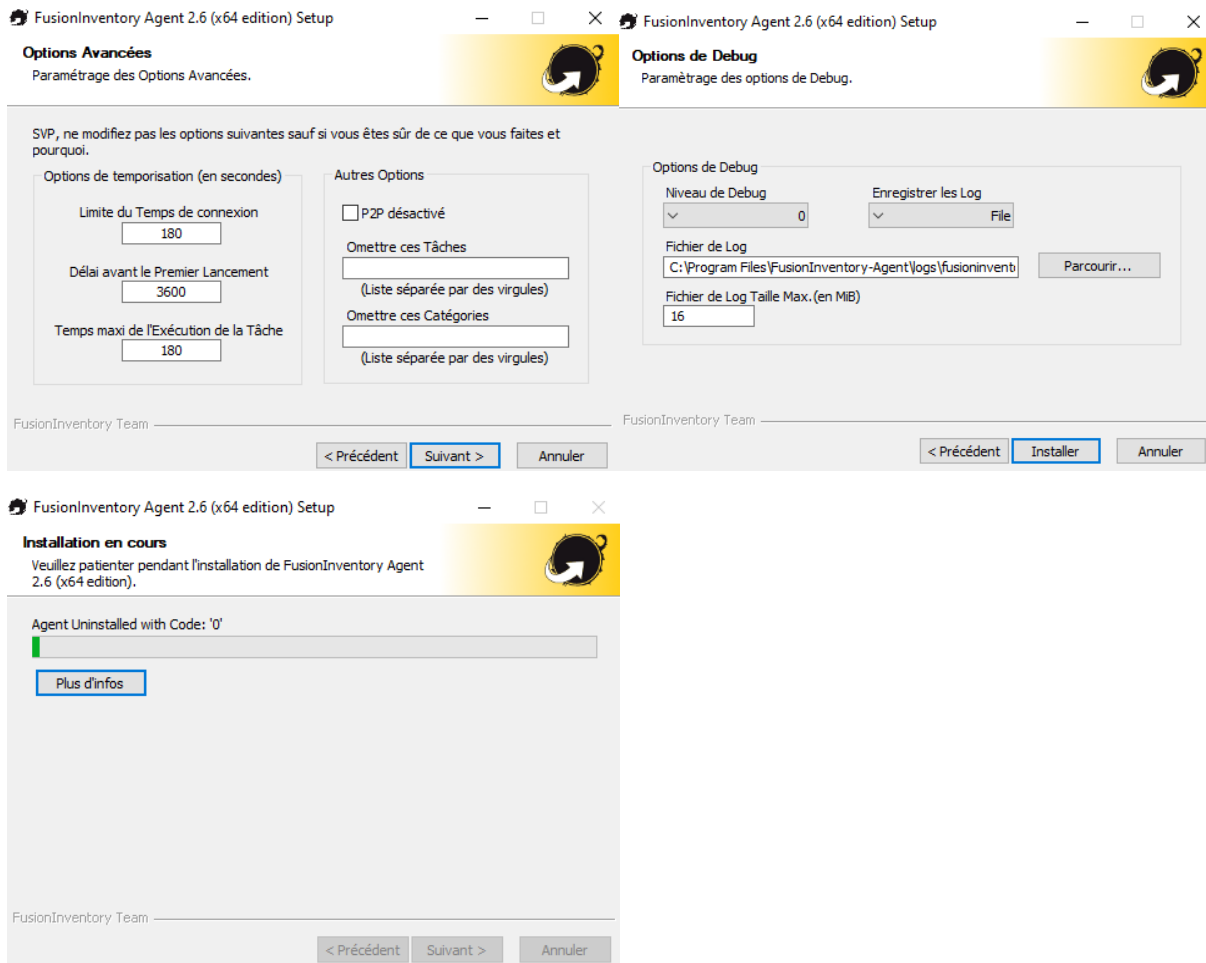 FusionInventory Agent 2.6 (x64 edition) Setup
Options Avancées
Paramétrage des Options Avancées.
SVP, ne modifiez pas les options suivantes sauf si vous êtes sûr de ce que vous faites et
pourquoi.
Options de temporisation (en secondes)
Limite du Temps de connexion
180
Délai avant le Premier Lancement
3600
Temps maxi de l'Exécution de la Tâche
180
Autres Options
P2P désactivé
Omettre ces Tâches
(Liste séparée par des virgules)
Omettre ces Catégories
(Liste séparée par des virgules)
FusionInventory Team
< Précédent
Suivant >
Annuler
FusionInventory Agent 2.6 (x64 edition) Setup
Options de Debug
Paramètrage des options de Debug.
Options de Debug
Niveau de Debug
0
Enregistrer les Log
File
Fichier de Log
C:\Program Files\FusionInventory-Agent\logs\fusioninvent
Parcourir...
Fichier de Log Taille Max.(en MiB)
16
FusionInventory Team
< Précédent
Installer
Annuler
FusionInventory Agent 2.6 (x64 edition) Setup
Installation en cours
Veuillez patienter pendant l'installation de FusionInventory Agent
2.6 (x64 edition).
Agent Uninstalled with Code: '0'
Plus d'infos
FusionInventory Team
< Précédent
Suivant >
Annuler